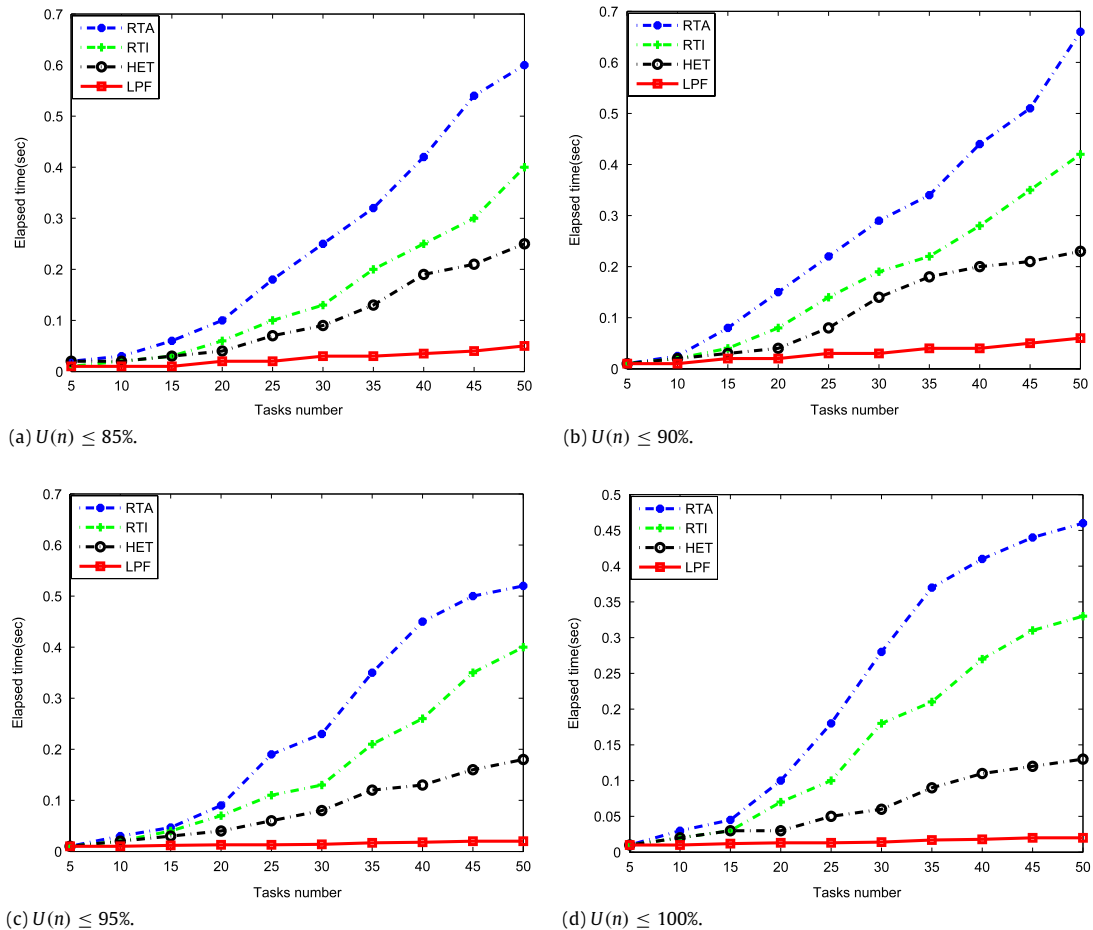 0.7
0.6
0.5
0.4
0.3
0.2
0.1
0
Elapsed time(sec)
RTA
RTI
HET
LPF
5 10 15 20 25 30 35 40 45 50
Tasks number
(a) U(n) ≤ 85%.
0.7
0.6
0.5
0.4
0.3
0.2
0.1
0
Elapsed time(sec)
RTA
RTI
HET
LPF
5 10 15 20 25 30 35 40 45 50
Tasks number
(b) U(n) ≤ 90%.
0.7
0.6
0.5
0.4
0.3
0.2
0.1
0
Elapsed time(sec)
RTA
RTI
HET
LPF
5 10 15 20 25 30 35 40 45 50
Tasks number
(c) U(n) ≤ 95%.
0.5
0.45
0.4
0.35
0.3
0.25
0.2
0.15
0.1
0.05
0
Elapsed time(sec)
RTA
RTI
HET
LPF
5 10 15 20 25 30 35 40 45 50
Tasks number
(d) U(n) ≤ 100%.